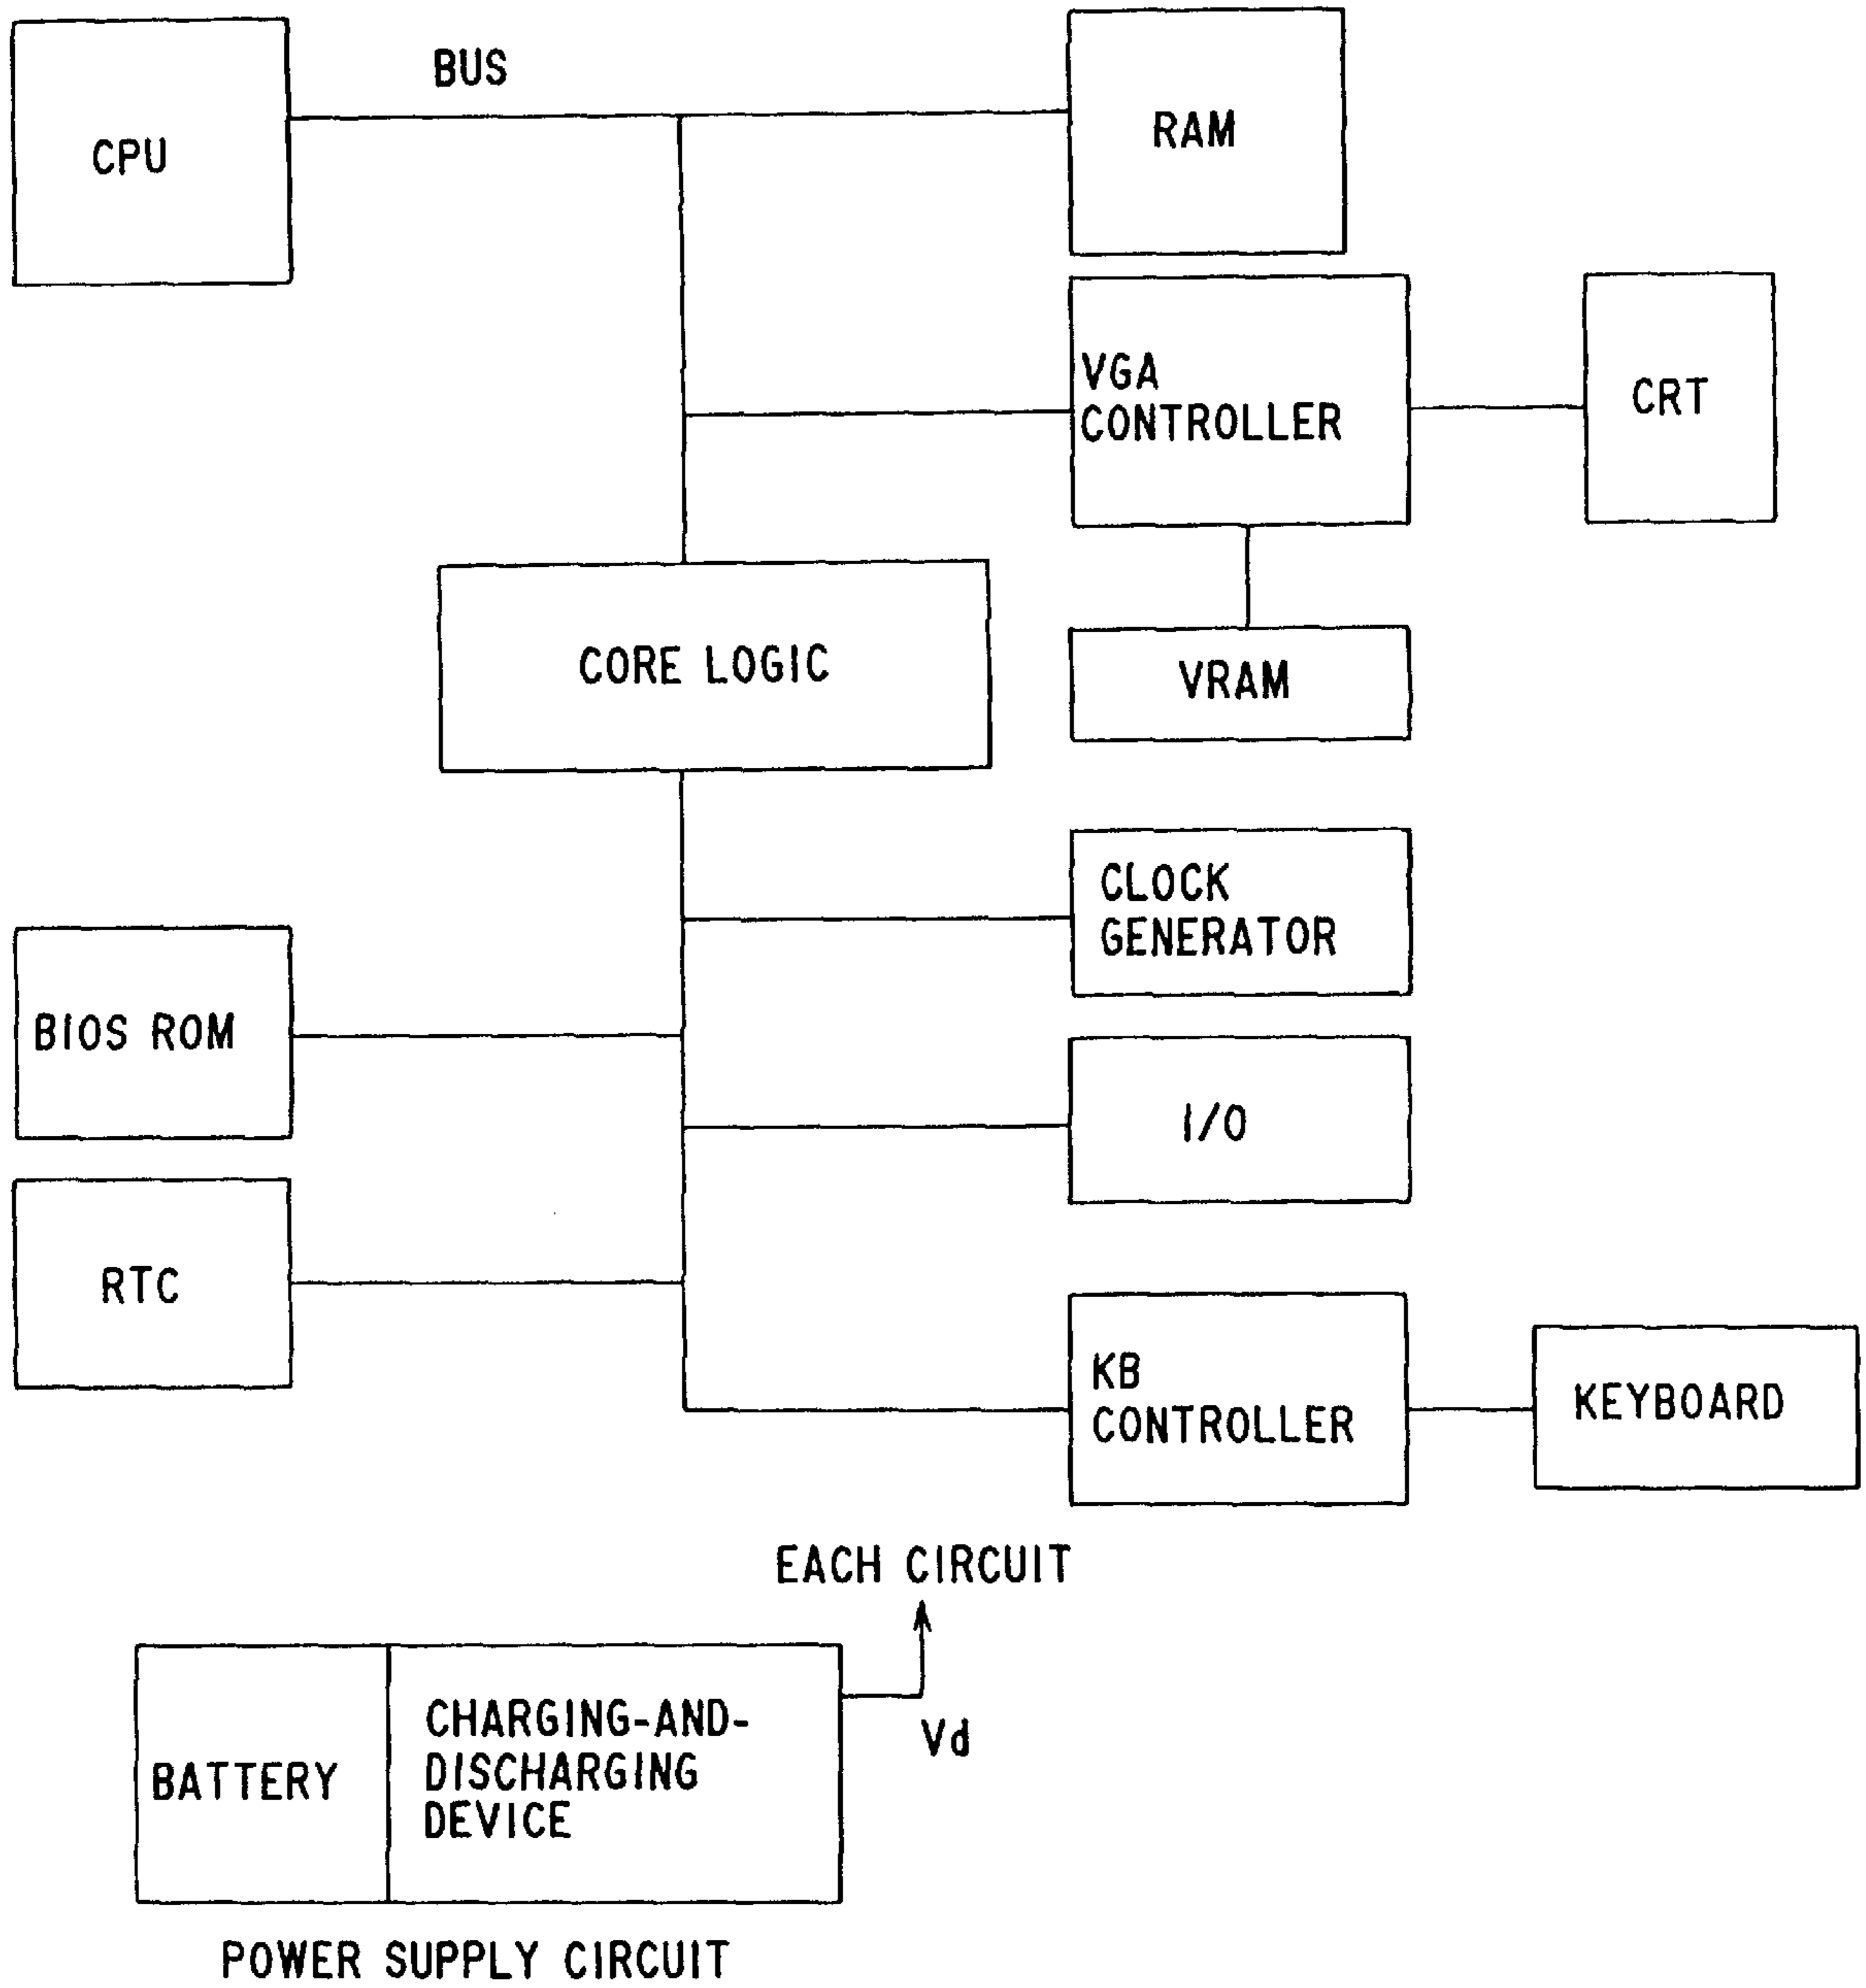 BUS
CPU
RAM
VGA
CONTROLLER
CRT
CORE LOGIC
VRAM
CLOCK
GENERATOR
BIOS ROM
I/O
RTC
KB
CONTROLLER
KEYBOARD
EACH CIRCUIT
Vd
BATTERY
CHARGING-AND-
DISCHARGING
DEVICE
POWER SUPPLY CIRCUIT